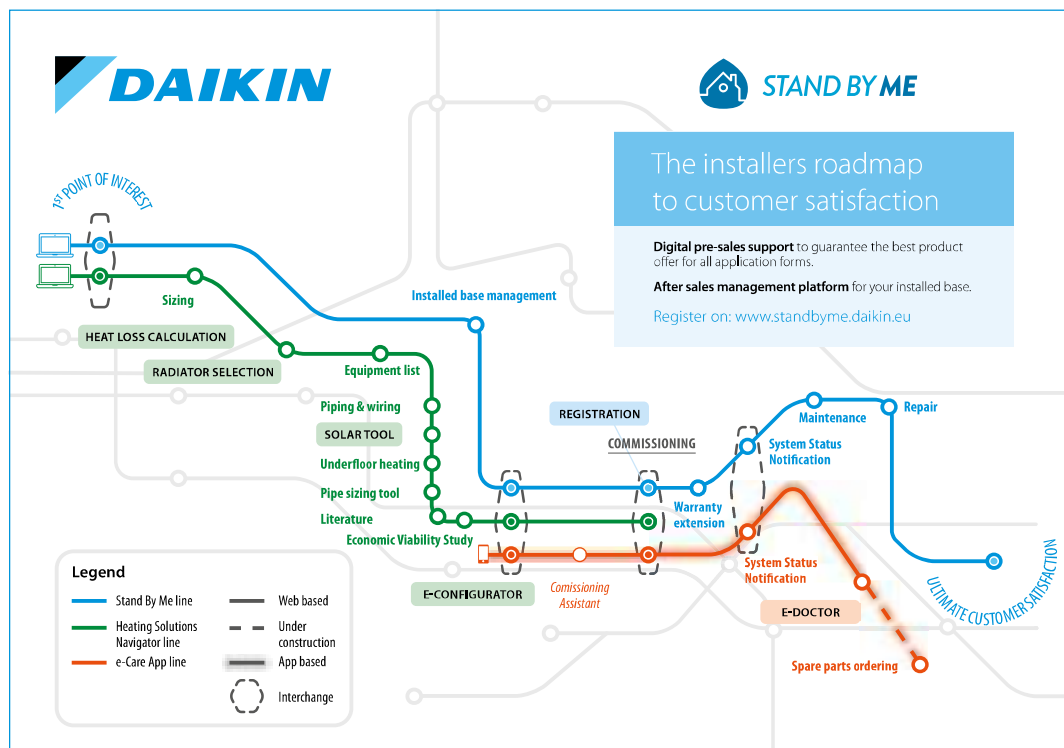 DAIKIN
STAND BY ME
The installers roadmap
to customer satisfaction
Digital pre-sales support to guarantee the best product
offer for all application forms.
After sales management platform for your installed base.
Register on: www.standbyme.daikin.eu
1ST POINT OF INTEREST
Sizing
Installed base management
HEAT LOSS CALCULATION
RADIATOR SELECTION
Equipment list
Piping & wiring
SOLAR TOOL
Underfloor heating
Pipe sizing tool
Literature
Economic Viability Study
REGISTRATION
COMMISSIONING
Maintenance
Repair
System Status
Notification
Warranty
extension
System Status
Notification
E-CONFIGURATOR
Comissioning
Assistant
E-DOCTOR
Spare parts ordering
ULTIMATE CUSTOMER SATISFACTION
Legend
Stand By Me line
Heating Solutions
Navigator line
e-Care App line
Web based
Under
construction
App based
Interchange